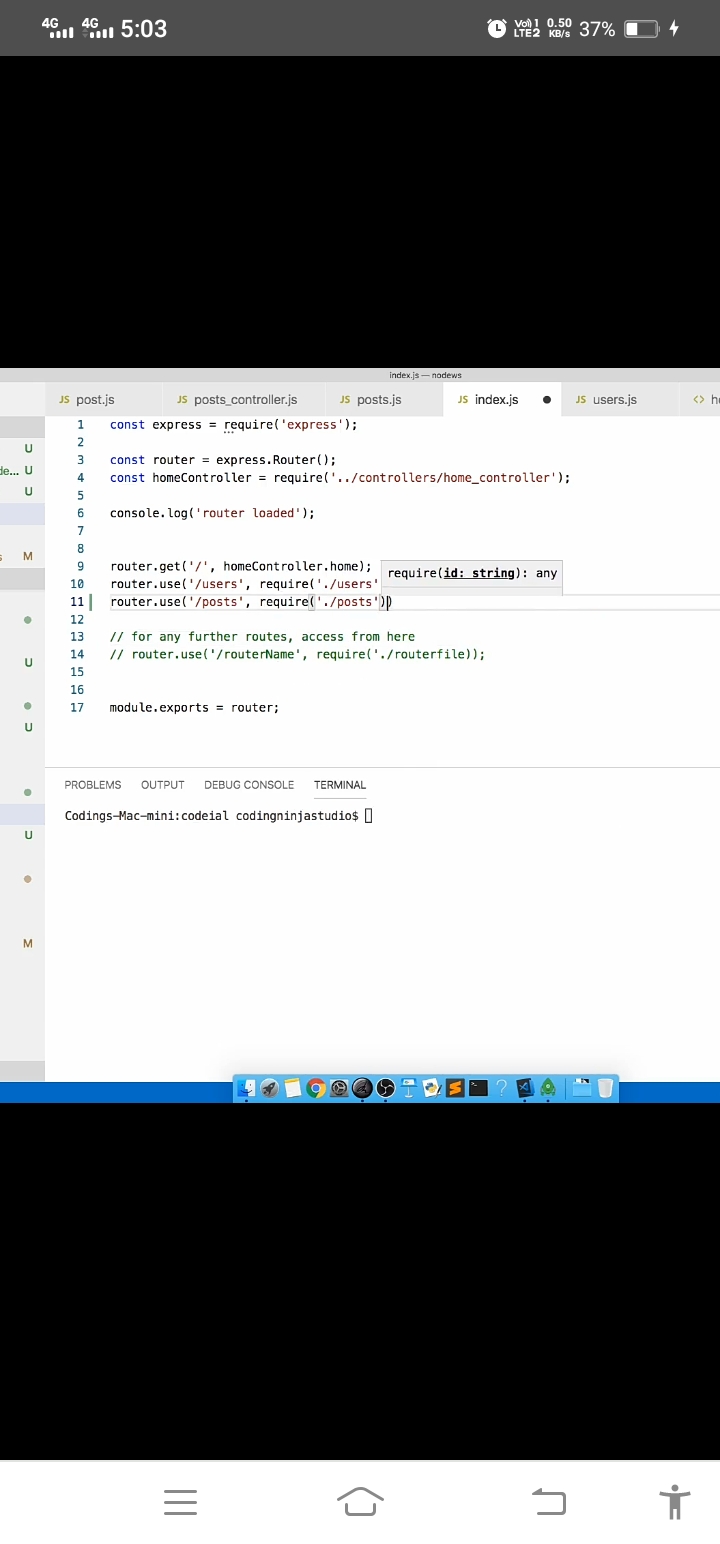 4G 4G 5:03 Vo) 1 LTE2 0.50 KB/s 37%
index.js — nodews
JS post.js JS posts_controller.js JS posts.js JS index.js JS users.js <> h
1 const express = require('express');
2
3 const router = express.Router();
4 const homeController = require('../controllers/home_controller');
5
6 console.log('router loaded');
7
8
9 router.get('/', homeController.home);
require(id: string): any
10 router.use('/users', require('./users'
11 router.use('/posts', require('./posts'))
12
13 // for any further routes, access from here
14 // router.use('/routerName', require('./routerfile));
15
16
17 module.exports = router;
U
de... U
U
M
U
U
U
M
PROBLEMS OUTPUT DEBUG CONSOLE TERMINAL
Codings-Mac-mini:codeial codingninjastudio$